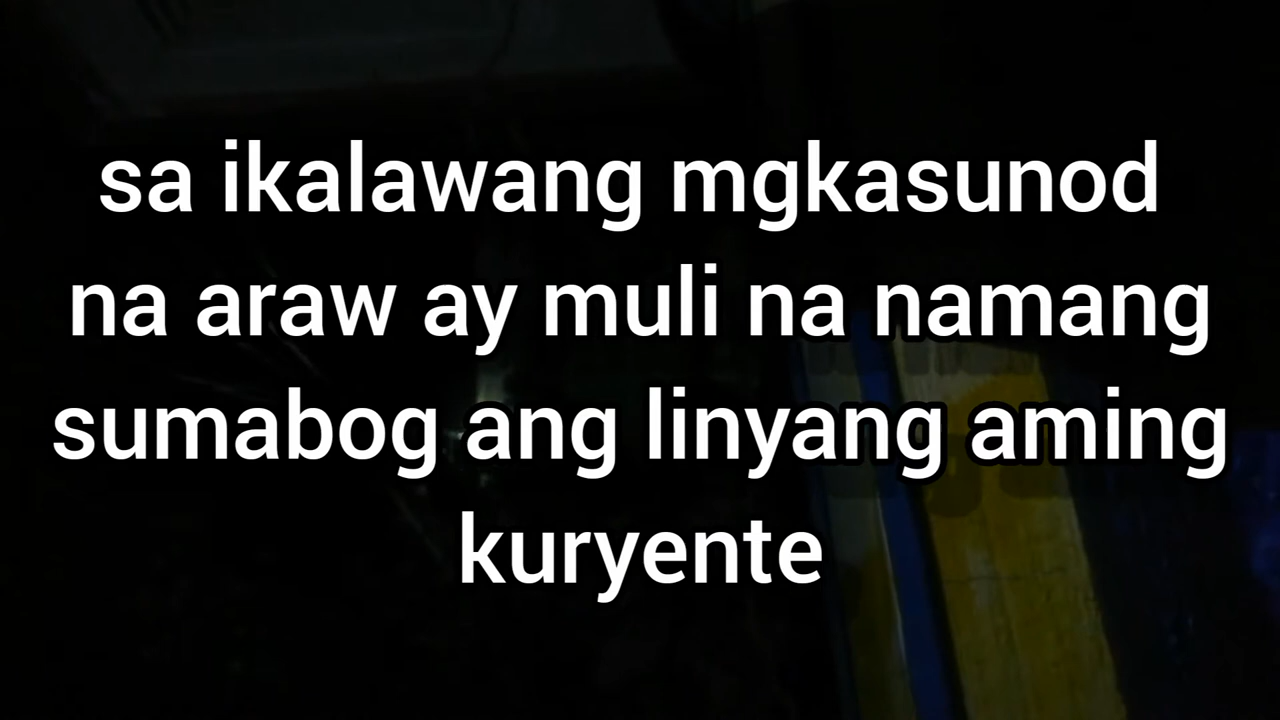 sa ikalawang mgkasunod
na araw ay muli na namang
sumabog ang linyang aming
kuryente